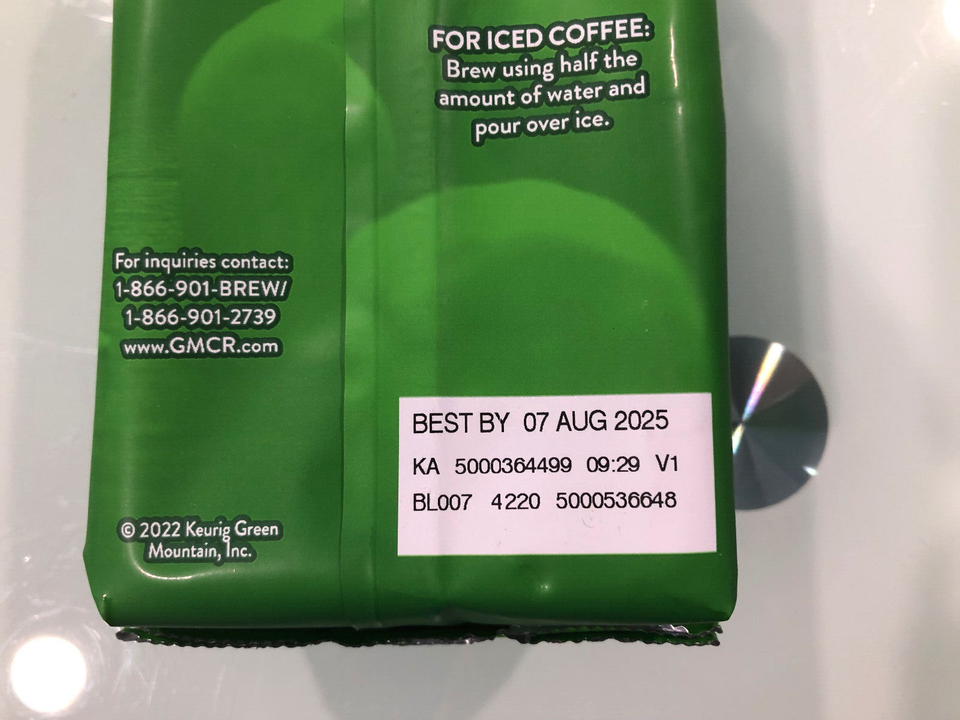 FOR ICED COFFEE:
Brew using half the
amount of water and
pour over ice.
For inquiries contact:
1-866-901-BREW/
1-866-901-2739
www.GMCR.com
BEST BY 07 AUG 2025
KA 5000364499 09:29 V1
BL007 4220 5000536648
© 2022 Keurig Green
Mountain, Inc.